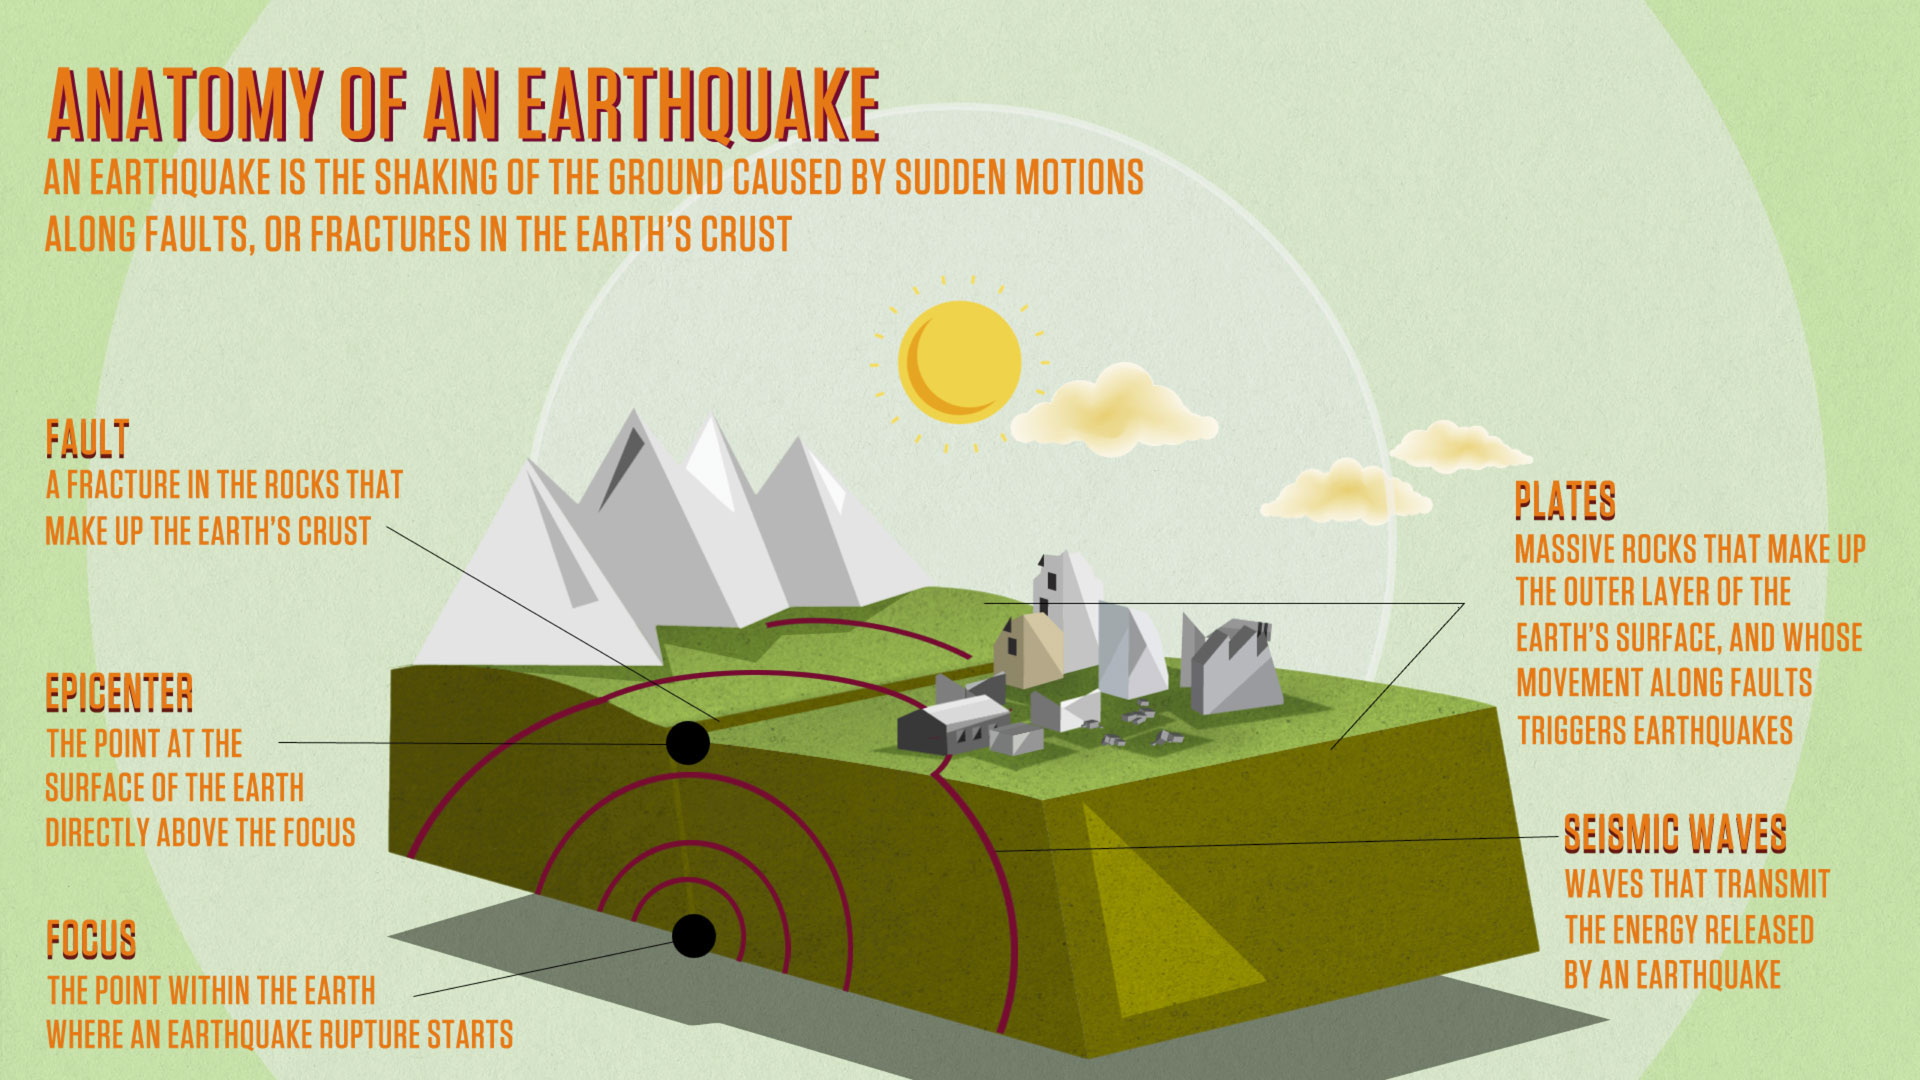 ANATOMY OF AN EARTHQUAKE
AN EARTHQUAKE IS THE SHAKING OF THE GROUND CAUSED BY SUDDEN MOTIONS
ALONG FAULTS, OR FRACTURES IN THE EARTH'S CRUST
FAULT
A FRACTURE IN THE ROCKS THAT
MAKE UP THE EARTH'S CRUST
EPICENTER
THE POINT AT THE
SURFACE OF THE EARTH
DIRECTLY ABOVE THE FOCUS
FOCUS
THE POINT WITHIN THE EARTH
WHERE AN EARTHQUAKE RUPTURE STARTS
PLATES
MASSIVE ROCKS THAT MAKE UP
THE OUTER LAYER OF THE
EARTH'S SURFACE, AND WHOSE
MOVEMENT ALONG FAULTS
TRIGGERS EARTHQUAKES
SEISMIC WAVES
WAVES THAT TRANSMIT
THE ENERGY RELEASED
BY AN EARTHQUAKE